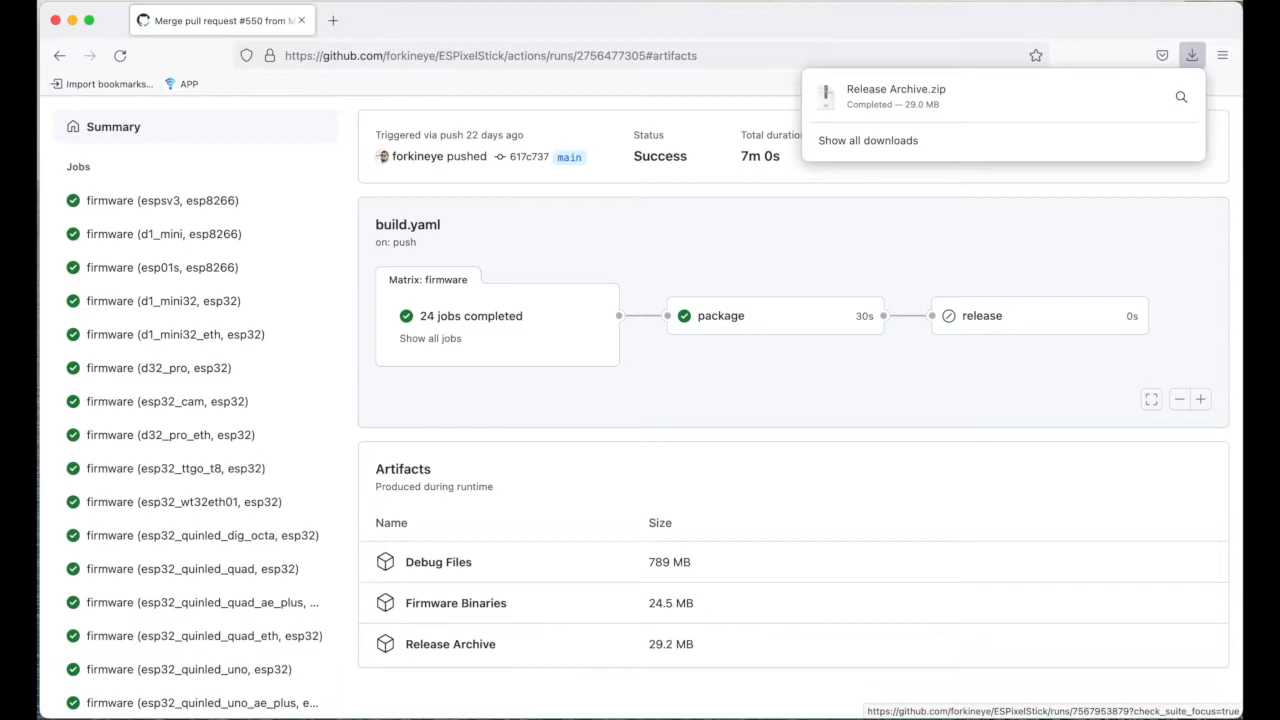 Merge pull request #550 from M
https://github.com/forkineye/ESPixelStick/actions/runs/2756477305#artifacts
Import bookmarks...
APP
Release Archive.zip
Completed — 29.0 MB
Show all downloads
Summary
Jobs
firmware (espsv3, esp8266)
firmware (d1_mini, esp8266)
firmware (esp01s, esp8266)
firmware (d1_mini32, esp32)
firmware (d1_mini32_eth, esp32)
firmware (d32_pro, esp32)
firmware (esp32_cam, esp32)
firmware (d32_pro_eth, esp32)
firmware (esp32_ttgo_t8, esp32)
firmware (esp32_wt32eth01, esp32)
firmware (esp32_quinled_dig_octa, esp32)
firmware (esp32_quinled_quad, esp32)
firmware (esp32_quinled_quad_ae_plus, ...
firmware (esp32_quinled_quad_eth, esp32)
firmware (esp32_quinled_uno, esp32)
firmware (esp32_quinled_uno_ae_plus, e...
Triggered via push 22 days ago
forkineye pushed 617c737 main
Status
Success
Total duratio
7m 0s
build.yaml
on: push
Matrix: firmware
24 jobs completed
Show all jobs
package 30s
release 0s
Artifacts
Produced during runtime
Name Size
Debug Files 789 MB
Firmware Binaries 24.5 MB
Release Archive 29.2 MB
https://github.com/forkineye/ESPixelStick/runs/7567953879?check_suite_focus=true